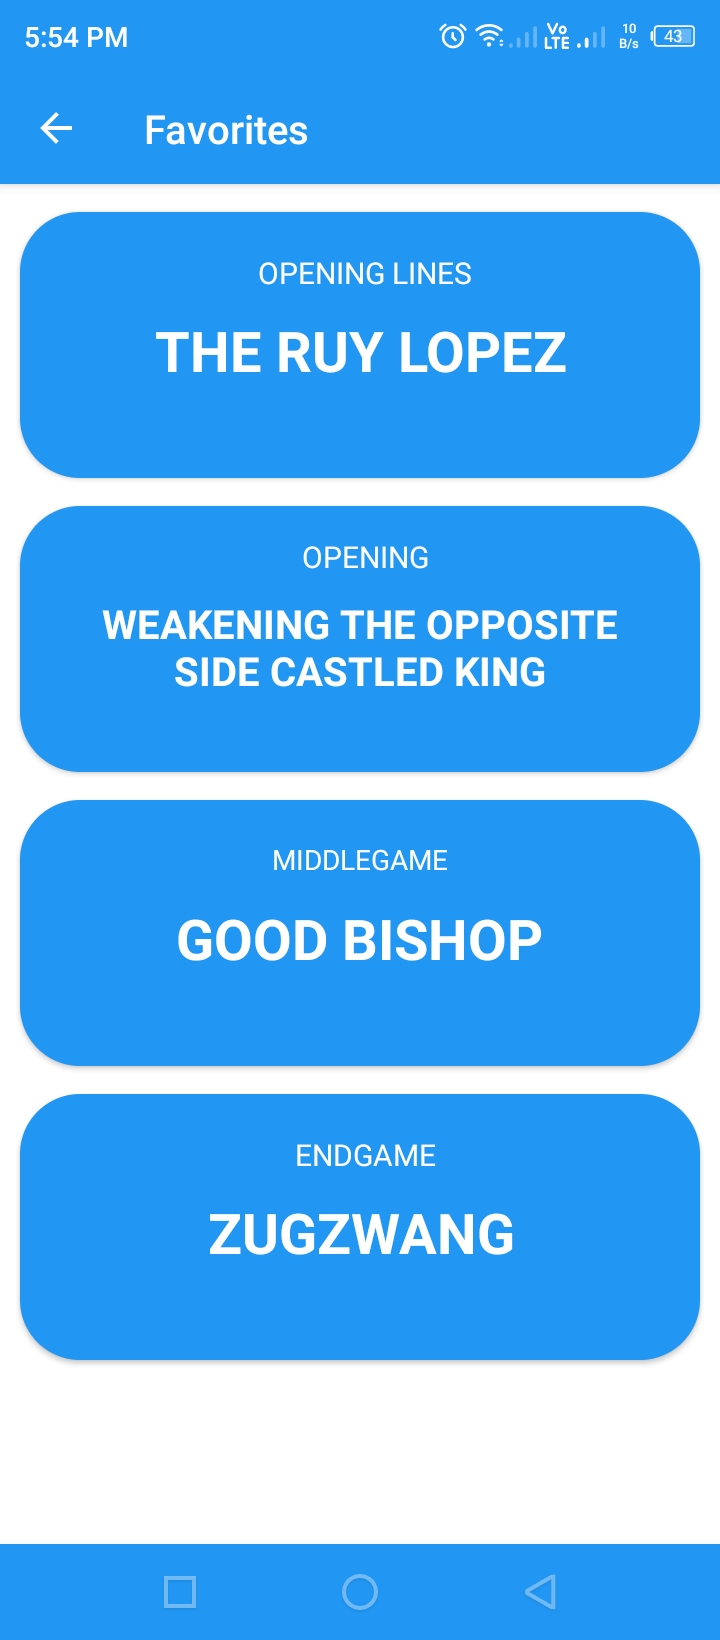 5:54 PM
Vo
LTE
10
B/s
43
Favorites
OPENING LINES
THE RUY LOPEZ
OPENING
WEAKENING THE OPPOSITE
SIDE CASTLED KING
MIDDLEGAME
GOOD BISHOP
ENDGAME
ZUGZWANG